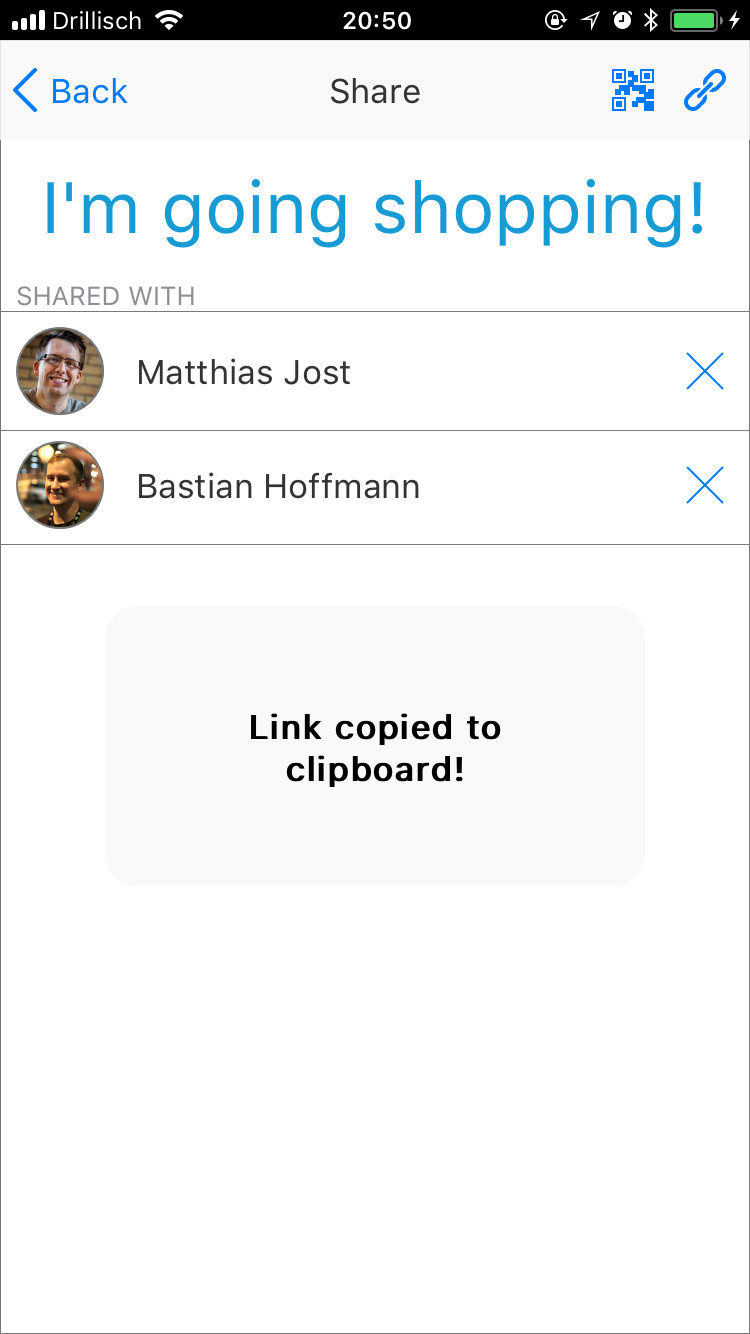 Drillisch 20:50
Back Share
I'm going shopping!
SHARED WITH
Matthias Jost
Bastian Hoffmann
Link copied to
clipboard!